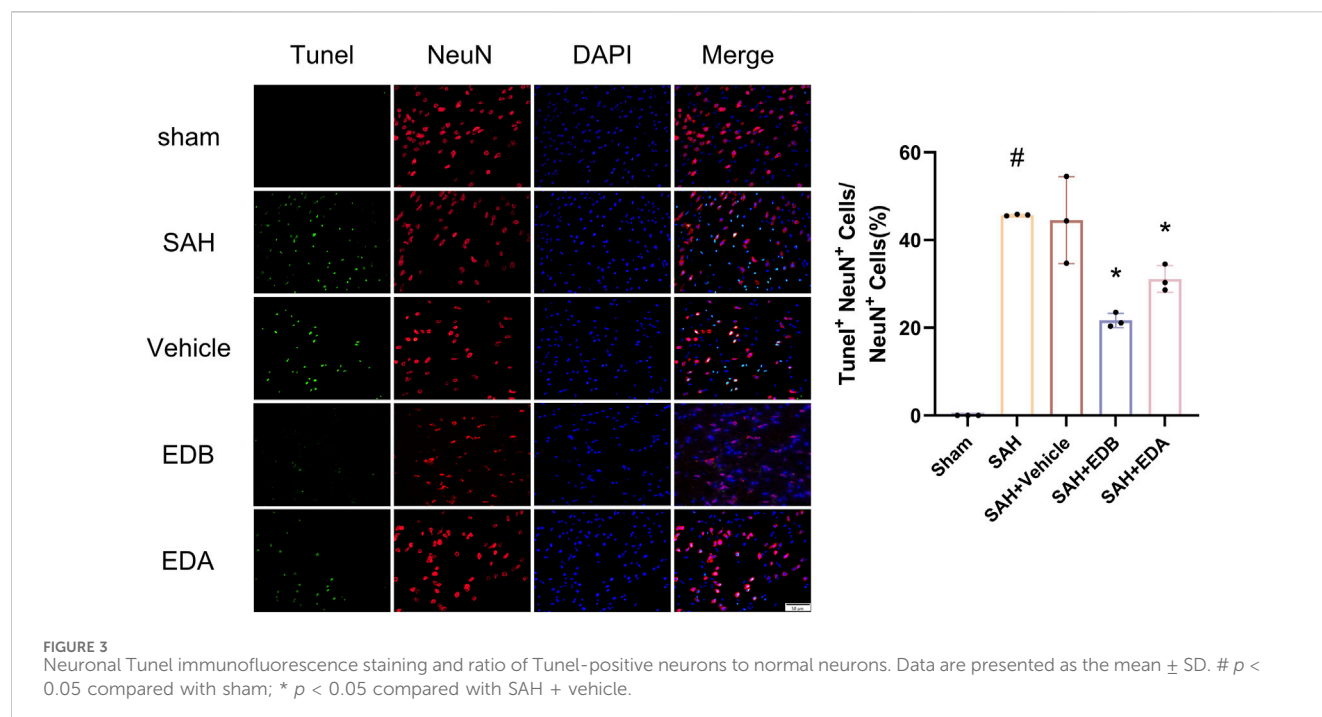 Tunel NeuN DAPI Merge
sham
SAH
Vehicle
EDB
EDA
50 μm
Tunel⁺ NeuN⁺ Cells/
NeuN⁺ Cells(%)
60
40
20
0
#
*
*
Sham
SAH
SAH+Vehicle
SAH+EDB
SAH+EDA
FIGURE 3
Neuronal Tunel immunofluorescence staining and ratio of Tunel-positive neurons to normal neurons. Data are presented as the mean ± SD. # p <
0.05 compared with sham; * p < 0.05 compared with SAH + vehicle.